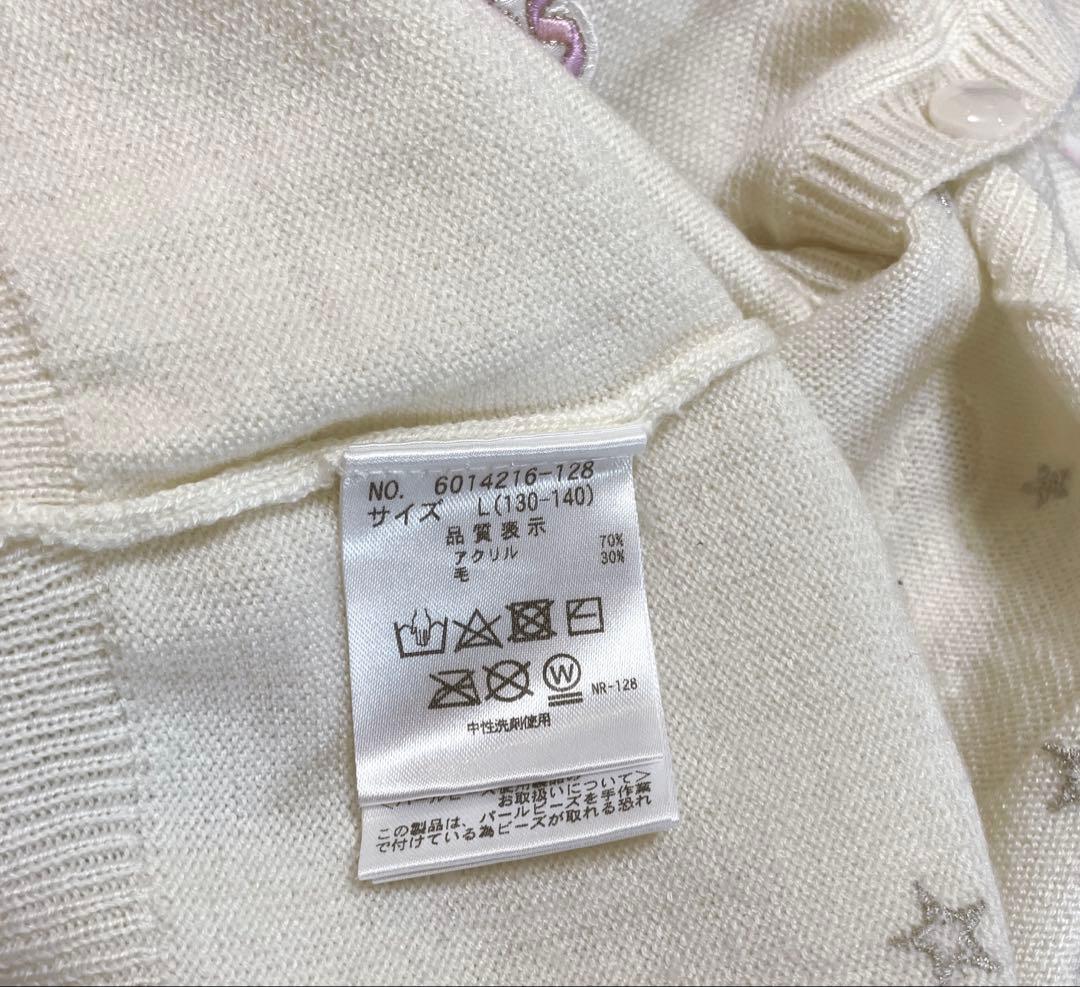 NO. 6014216-128
サイズ L(130-140)
品質表示
アクリル 70%
毛 30%
W
NR-128
中性洗剤使用
お取扱いについて>
この製品は、パールビーズを手作業
で付けている為ビーズが取れる恐れ